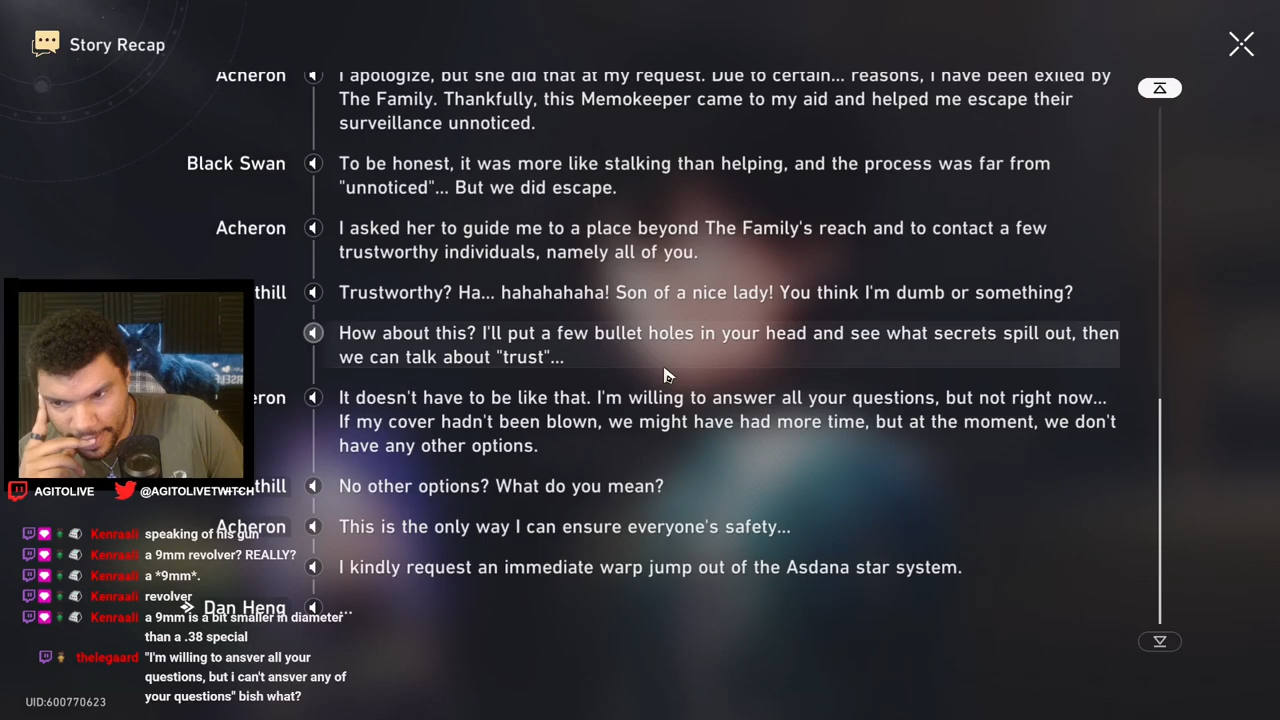 Story Recap
Acheron
I apologize, but she did that at my request. Due to certain... reasons, I have been exiled by
The Family. Thankfully, this Memokeeper came to my aid and helped me escape their
surveillance unnoticed.
Black Swan
To be honest, it was more like stalking than helping, and the process was far from
"unnoticed"... But we did escape.
Acheron
I asked her to guide me to a place beyond The Family's reach and to contact a few
trustworthy individuals, namely all of you.
thill
Trustworthy? Ha... hahahahaha! Son of a nice lady! You think I'm dumb or something?
How about this? I'll put a few bullet holes in your head and see what secrets spill out, then
we can talk about "trust"...
eron
It doesn't have to be like that. I'm willing to answer all your questions, but not right now...
If my cover hadn't been blown, we might have had more time, but at the moment, we don't
have any other options.
thill
No other options? What do you mean?
Acheron
This is the only way I can ensure everyone's safety...
I kindly request an immediate warp jump out of the Asdana star system.
Dan Heng
...
AGITOLIVE
@AGITOLIVETWITCH
Kenraali speaking of his gun
Kenraali a 9mm revolver? REALLY?
Kenraali a *9mm*.
Kenraali revolver
Kenraali a 9mm is a bit smaller in diameter
than a .38 special
thelegaard "I'm willing to ansver all your
questions, but i can't ansver any of
your questions" bish what?
UID:600770623